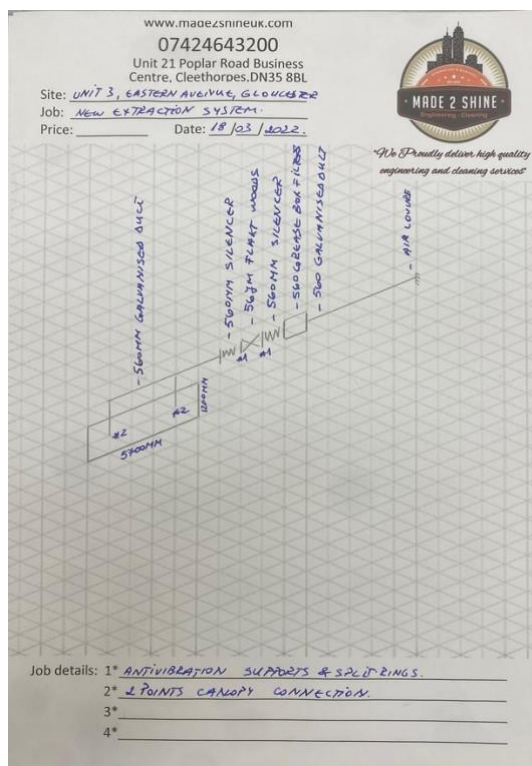 www.made2shineuk.com
07424643200
Unit 21 Poplar Road Business
Centre, Cleethorpes.DN35 8BL
Site: UNIT 3, EASTERN AVENUE, GLOUCESTER
Job: NEW EXTRACTION SYSTEM.
Price: Date: 18/03/2022.
MADE 2 SHINE
Engineering - Cleaning
"We Proudly deliver high quality
engineering and cleaning services"
- 560MM GALVANISED DUCT
- 560MM SILENCER
- 567M FLAKT WOODS
- 560MM SILENCER
- 560 GREASE BOX FILTER
- 560 GALVANISED DUCT
- AIR LOUVRE
*1
*1
*2
*2
1200MM
5700MM
Job details: 1* ANTIVIBRATION SUPPORTS & SPLIT RINGS.
2* 2 POINTS CANOPY CONNECTION.
3*
4*